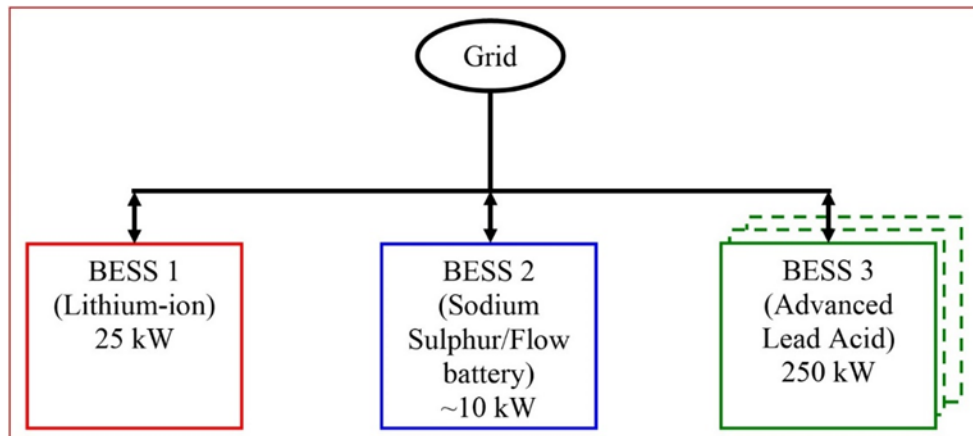 Grid
BESS 1
(Lithium-ion)
25 kW
BESS 2
(Sodium
Sulphur/Flow
battery)
~10 kW
BESS 3
(Advanced
Lead Acid)
250 kW